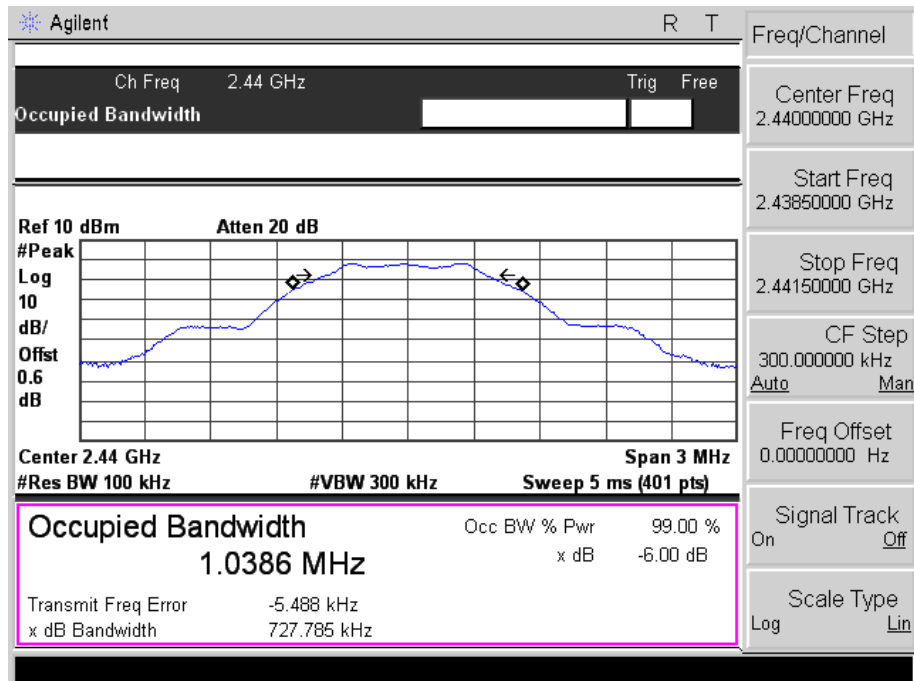 Agilent R T
Ch Freq 2.44 GHz Trig Free
Occupied Bandwidth
Ref 10 dBm Atten 20 dB
#Peak
Log
10
dB/
Offst
0.6
dB
Center 2.44 GHz Span 3 MHz
#Res BW 100 kHz #VBW 300 kHz Sweep 5 ms (401 pts)
Occupied Bandwidth Occ BW % Pwr 99.00 %
1.0386 MHz x dB -6.00 dB
Transmit Freq Error -5.488 kHz
x dB Bandwidth 727.785 kHz
Freq/Channel
Center Freq
2.44000000 GHz
Start Freq
2.43850000 GHz
Stop Freq
2.44150000 GHz
CF Step
300.000000 kHz
Auto Man
Freq Offset
0.00000000 Hz
Signal Track
On Off
Scale Type
Log Lin